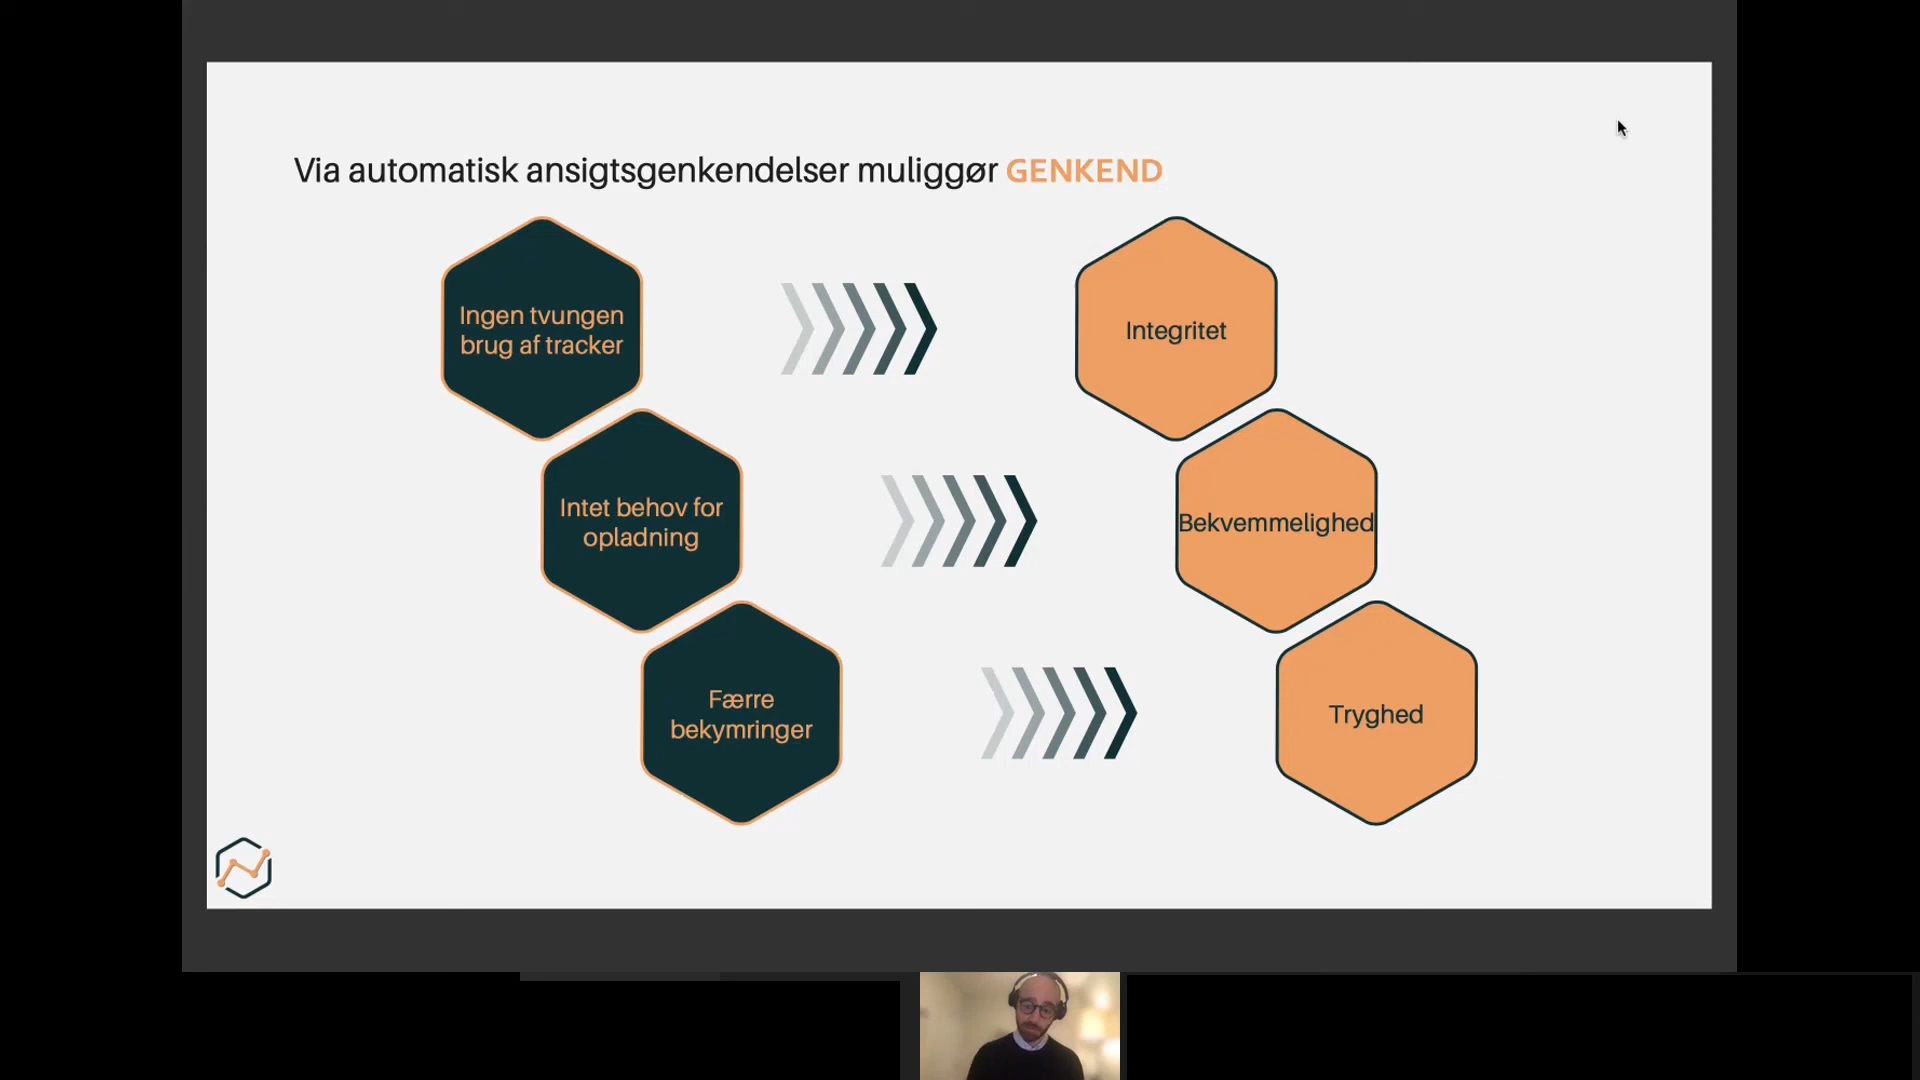 Via automatisk ansigtsgenkendelser muliggør GENKEND
Ingen tvungen
brug af tracker
Integritet
Intet behov for
opladning
Bekvemmelighed
Færre
bekymringer
Tryghed